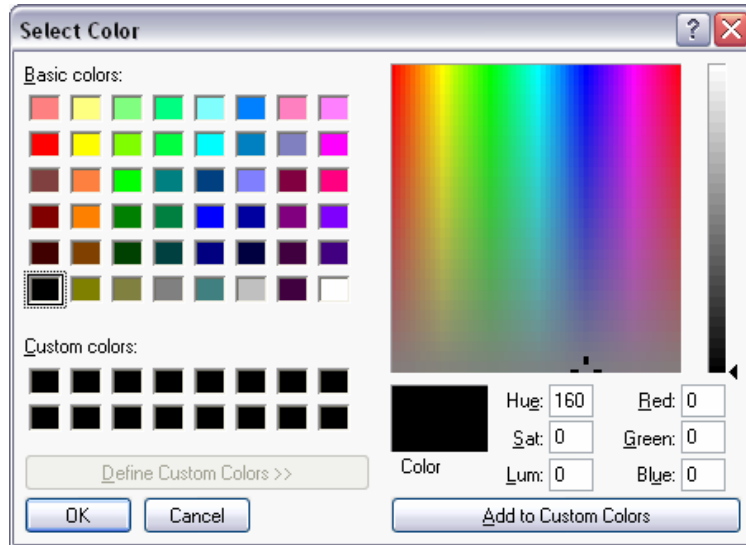 Select Color
Basic colors:
Custom colors:
Define Custom Colors >>
OK Cancel
Color
Hue: 160 Red: 0
Sat: 0 Green: 0
Lum: 0 Blue: 0
Add to Custom Colors